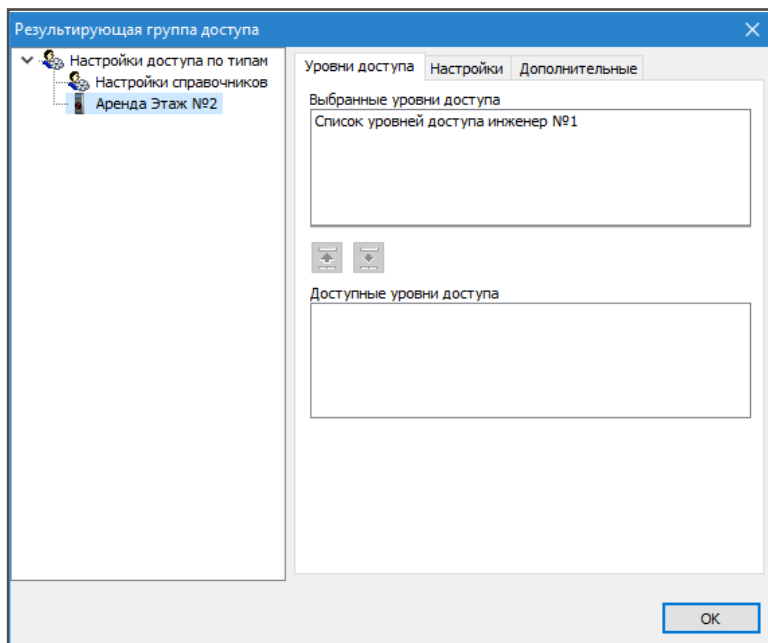 Результирующая группа доступа
Настройки доступа по типам
Настройки справочников
Аренда Этаж №2
Уровни доступа
Настройки
Дополнительные
Выбранные уровни доступа
Список уровней доступа инженер №1
Доступные уровни доступа
OK